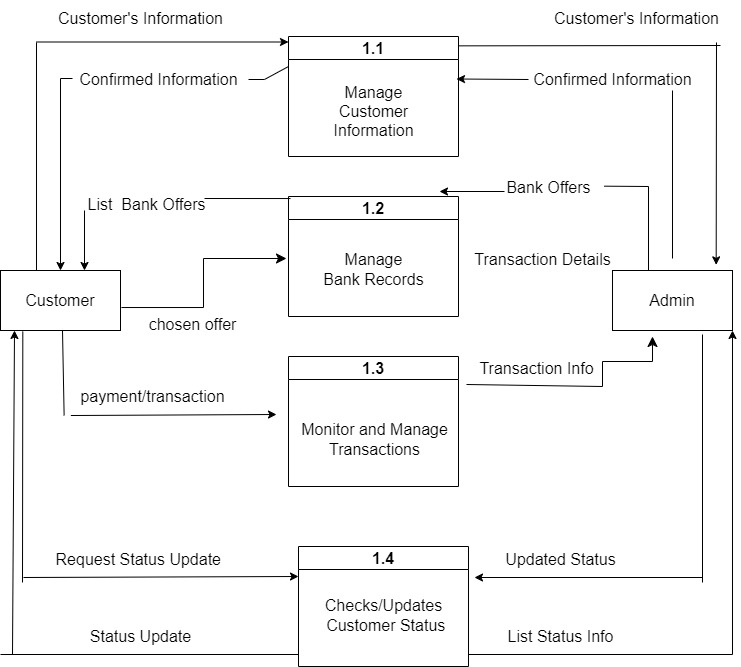 Customer's Information
Customer's Information
1.1
Confirmed Information
Manage
Customer
Information
Confirmed Information
List  Bank Offers
1.2
Bank Offers
Manage
Bank Records
Transaction Details
Customer
Admin
chosen offer
1.3
Transaction Info
payment/transaction
Monitor and Manage
Transactions
1.4
Request Status Update
Updated Status
Checks/Updates
Customer Status
Status Update
List Status Info